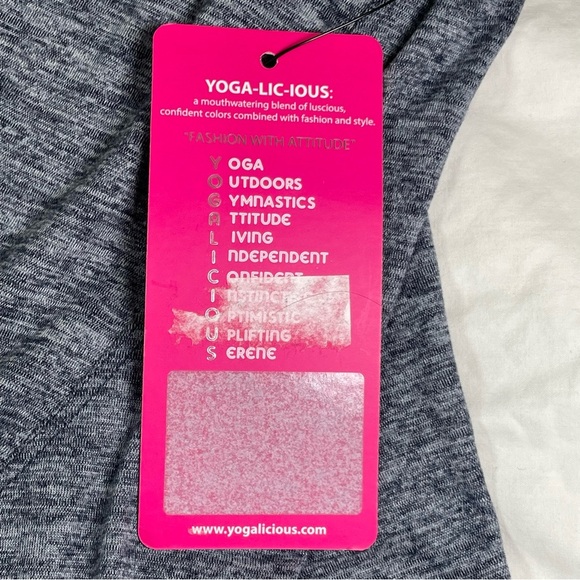 YOGA-LIC-IOUS:
a mouthwatering blend of luscious,
confident colors combined with fashion and style.
"FASHION WITH ATTITUDE"
YOGA
OUTDOORS
GYMNASTICS
ATTITUDE
LIVING
INDEPENDENT
CONFIDENT
INSTINCTS
OPTIMISTIC
UPLIFTING
SERENE
www.yogalicious.com